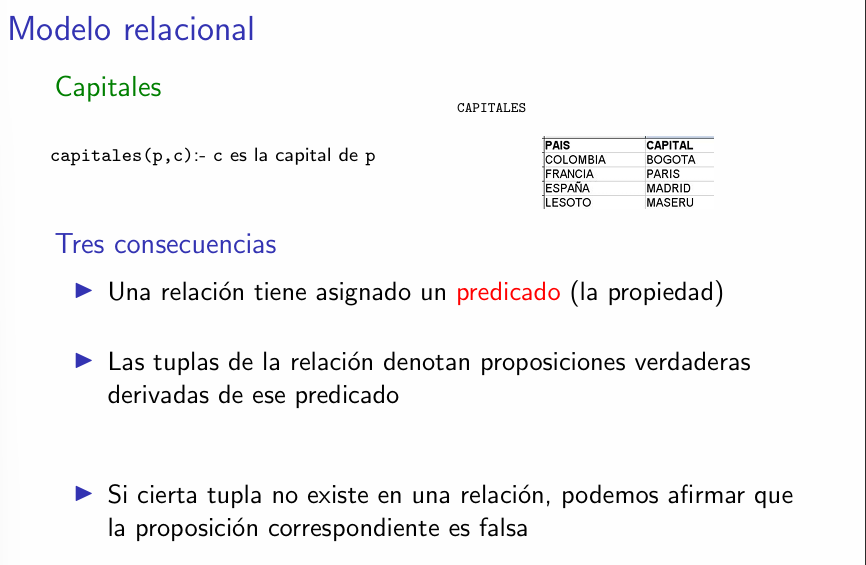 Modelo relacional
Capitales
CAPITALES
capitales(p,c):- c es la capital de p
PAIS CAPITAL
COLOMBIA BOGOTA
FRANCIA PARIS
ESPAÑA MADRID
LESOTO MASERU
Tres consecuencias
▶ Una relación tiene asignado un predicado (la propiedad)
▶ Las tuplas de la relación denotan proposiciones verdaderas
derivadas de ese predicado
▶ Si cierta tupla no existe en una relación, podemos afirmar que
la proposición correspondiente es falsa